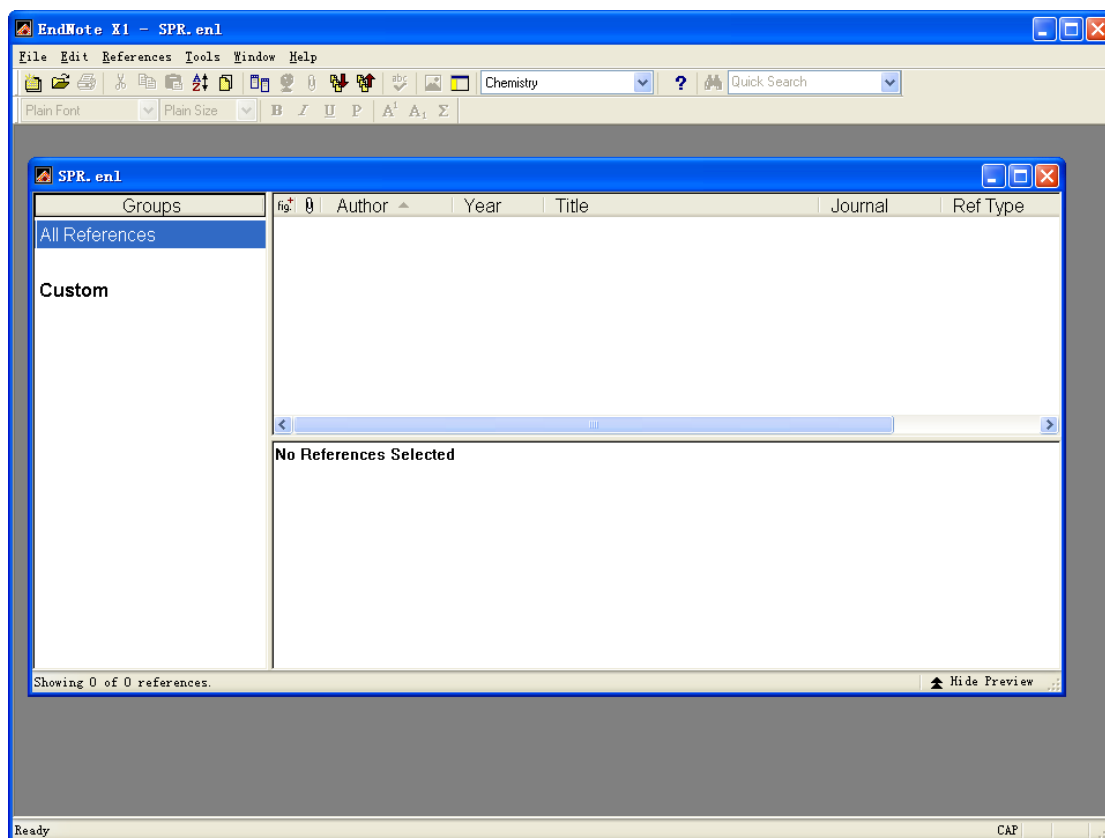 EndNote X1 - SPR.enl
File Edit References Tools Window Help
Chemistry ? Quick Search
Plain Font Plain Size B I U P A1 A1 Σ
SPR.enl
Groups fig. Author Year Title Journal Ref Type
All References
Custom
No References Selected
Showing 0 of 0 references. Hide Preview
Ready CAP